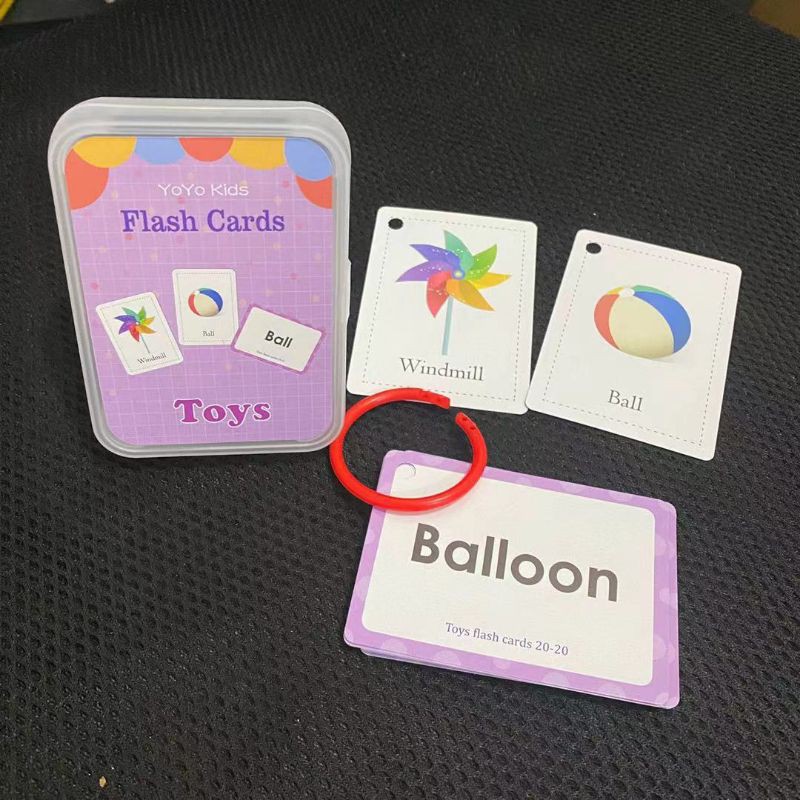 YoYo Kids
Flash Cards
Windmill
Ball
Ball
Toys
Windmill
Ball
Balloon
Toys flash cards 20-20